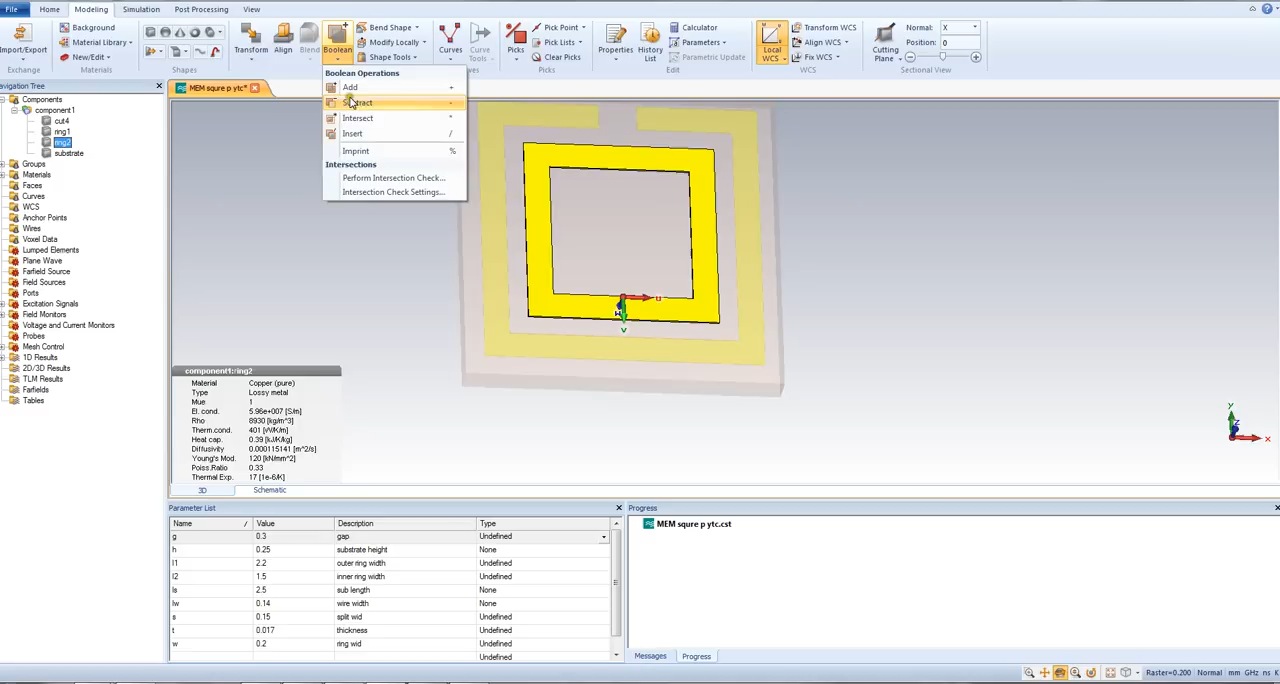 File Home Modeling Simulation Post Processing View
Background
Material Library
New/Edit
Import/Export
Exchange Materials Shapes
Transform Align Blend Boolean
Bend Shape
Modify Locally
Shape Tools
Curves Curve Tools
Picks
Pick Point
Pick Lists
Clear Picks
Picks
Properties History List
Calculator
Parameters
Parametric Update
Edit
Local WCS
Transform WCS
Align WCS
Fix WCS
WCS
Cutting Plane
Normal: X
Position: 0
Sectional View
avigation Tree
MEM squre p ytc*
Boolean Operations
Add +
Subtract -
Intersect *
Insert /
Imprint %
Intersections
Perform Intersection Check...
Intersection Check Settings...
Components
component1
cut4
ring1
ring2
substrate
Groups
Materials
Faces
Curves
WCS
Anchor Points
Wires
Voxel Data
Lumped Elements
Plane Wave
Farfield Source
Field Sources
Ports
Excitation Signals
Field Monitors
Voltage and Current Monitors
Probes
Mesh Control
1D Results
2D/3D Results
TLM Results
Farfields
Tables
u
v
y
x
component1:ring2
Material Copper (pure)
Type Lossy metal
Mue 1
El. cond. 5.96e+007 [S/m]
Rho 8930 [kg/m^3]
Therm.cond. 401 [W/K/m]
Heat cap. 0.39 [kJ/K/kg]
Diffusivity 0.000115141 [m^2/s]
Young's Mod. 120 [kN/mm^2]
Poiss.Ratio 0.33
Thermal Exp. 17 [1e-6/K]
3D Schematic
Parameter List
Name / Value Description Type
g 0.3 gap Undefined
h 0.25 substrate height None
l1 2.2 outer ring width Undefined
l2 1.5 inner ring width Undefined
ls 2.5 sub length None
lw 0.14 wire width None
s 0.15 split wid Undefined
t 0.017 thickness Undefined
w 0.2 ring wid Undefined
Undefined
Progress
MEM squre p ytc.cst
Messages Progress
Raster=0.200 Normal mm GHz ns K